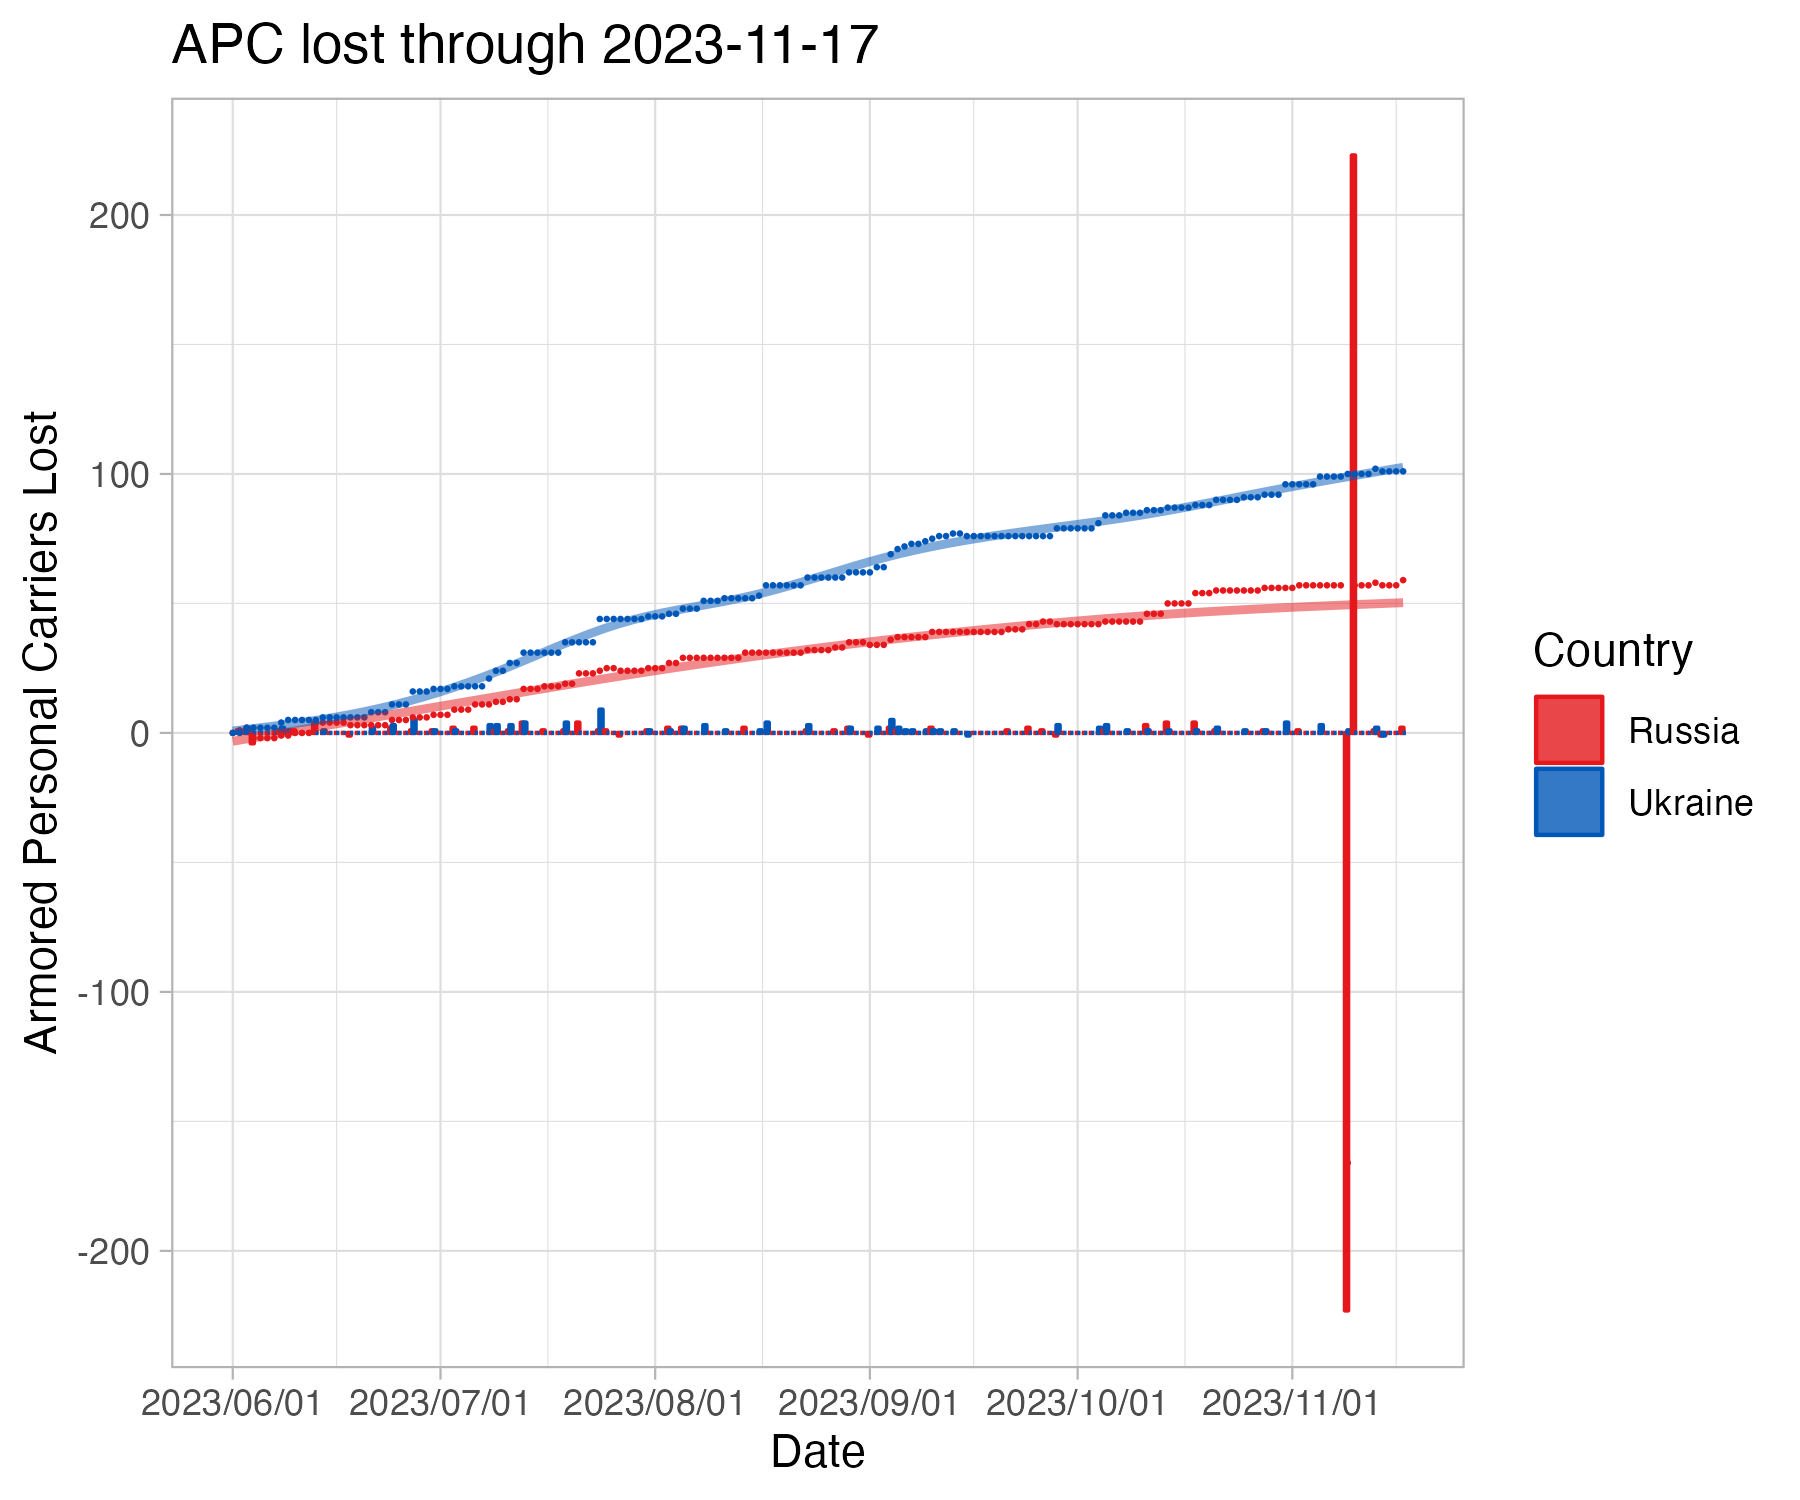 APC lost through 2023-11-17
Armored Personal Carriers Lost
200
100
0
-100
-200
2023/06/01
2023/07/01
2023/08/01
2023/09/01
2023/10/01
2023/11/01
Date
Country
Russia
Ukraine